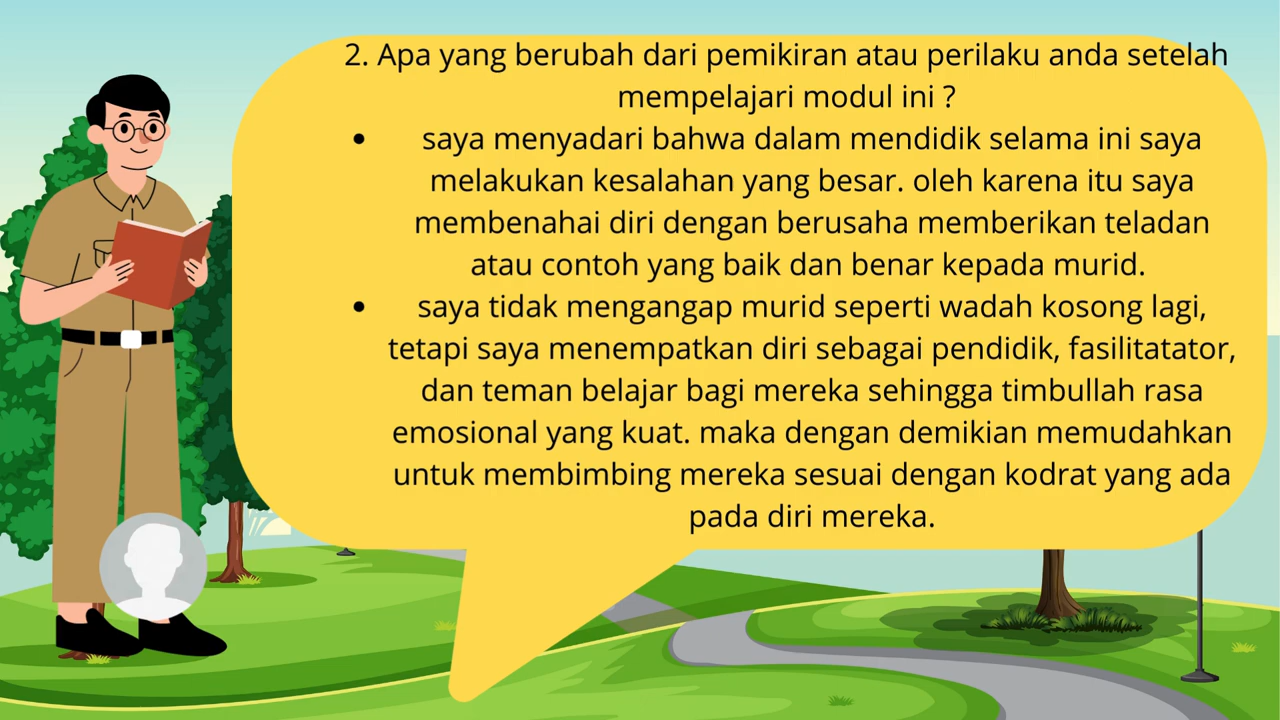 2. Apa yang berubah dari pemikiran atau perilaku anda setelah
mempelajari modul ini ?
• saya menyadari bahwa dalam mendidik selama ini saya
melakukan kesalahan yang besar. oleh karena itu saya
membenahai diri dengan berusaha memberikan teladan
atau contoh yang baik dan benar kepada murid.
• saya tidak mengangap murid seperti wadah kosong lagi,
tetapi saya menempatkan diri sebagai pendidik, fasilitatator,
dan teman belajar bagi mereka sehingga timbullah rasa
emosional yang kuat. maka dengan demikian memudahkan
untuk membimbing mereka sesuai dengan kodrat yang ada
pada diri mereka.